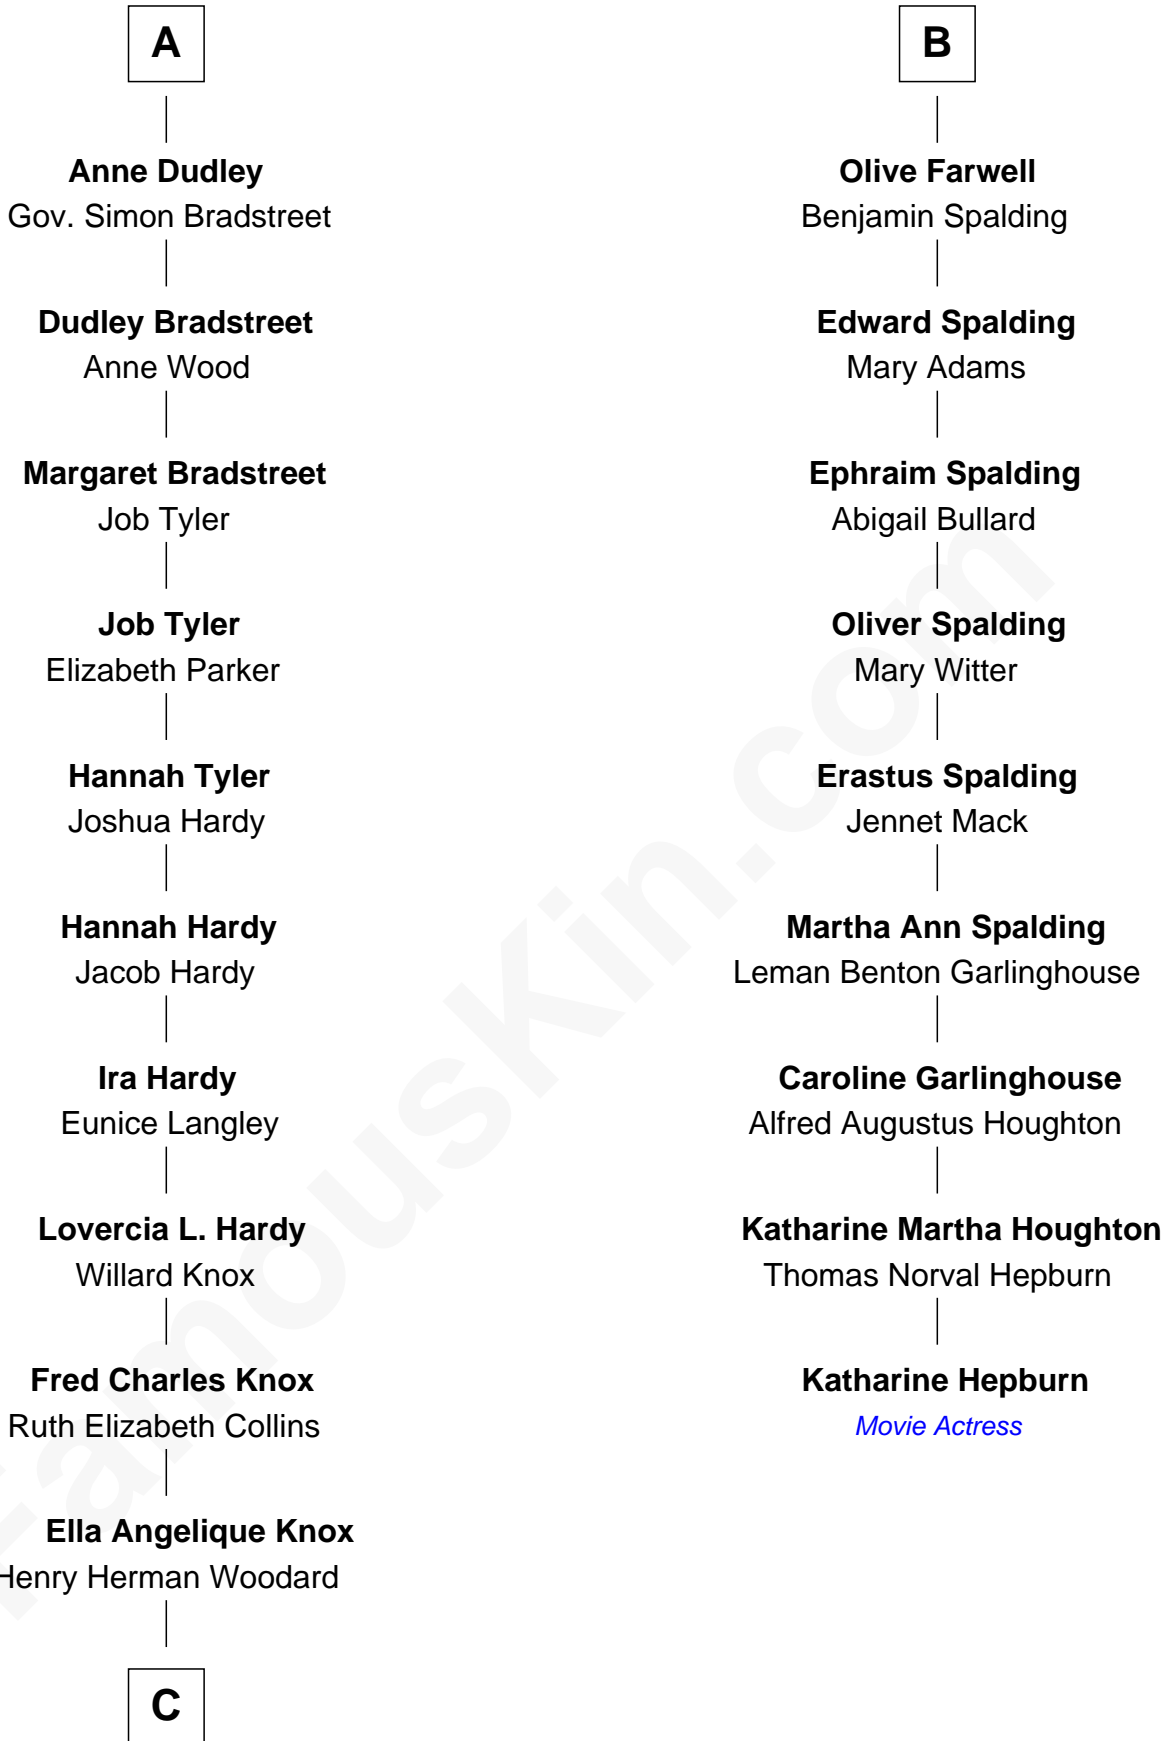 A
Anne Dudley
Gov. Simon Bradstreet
Dudley Bradstreet
Anne Wood
Margaret Bradstreet
Job Tyler
Job Tyler
Elizabeth Parker
Hannah Tyler
Joshua Hardy
Hannah Hardy
Jacob Hardy
Ira Hardy
Eunice Langley
Lovercia L. Hardy
Willard Knox
Fred Charles Knox
Ruth Elizabeth Collins
Ella Angelique Knox
Henry Herman Woodard
C
B
Olive Farwell
Benjamin Spalding
Edward Spalding
Mary Adams
Ephraim Spalding
Abigail Bullard
Oliver Spalding
Mary Witter
Erastus Spalding
Jennet Mack
Martha Ann Spalding
Leman Benton Garlinghouse
Caroline Garlinghouse
Alfred Augustus Houghton
Katharine Martha Houghton
Thomas Norval Hepburn
Katharine Hepburn
Movie Actress
FamousKin.com